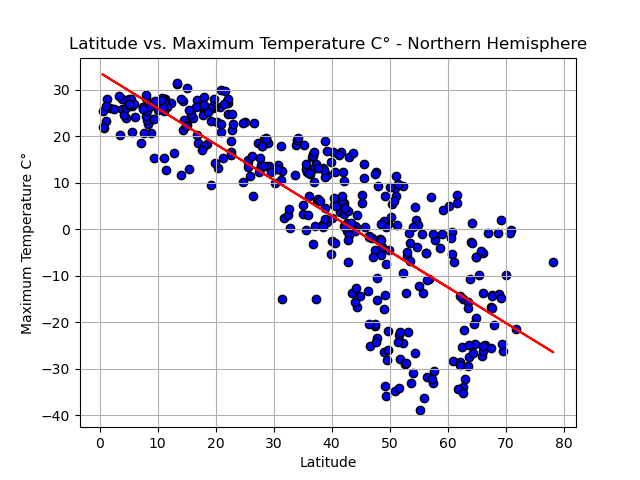 Latitude vs. Maximum Temperature C° - Northern Hemisphere
30
20
10
0
−10
−20
−30
−40
Maximum Temperature C°
0 10 20 30 40 50 60 70 80
Latitude